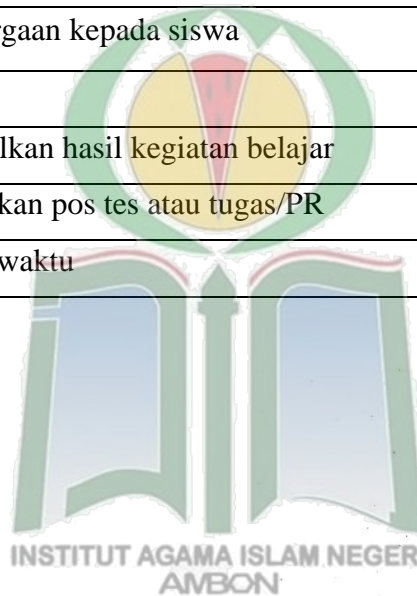 rgaan kepada siswa
lkan hasil kegiatan belajar
kan pos tes atau tugas/PR
waktu
INSTITUT AGAMA ISLAM NEGER
AMBON